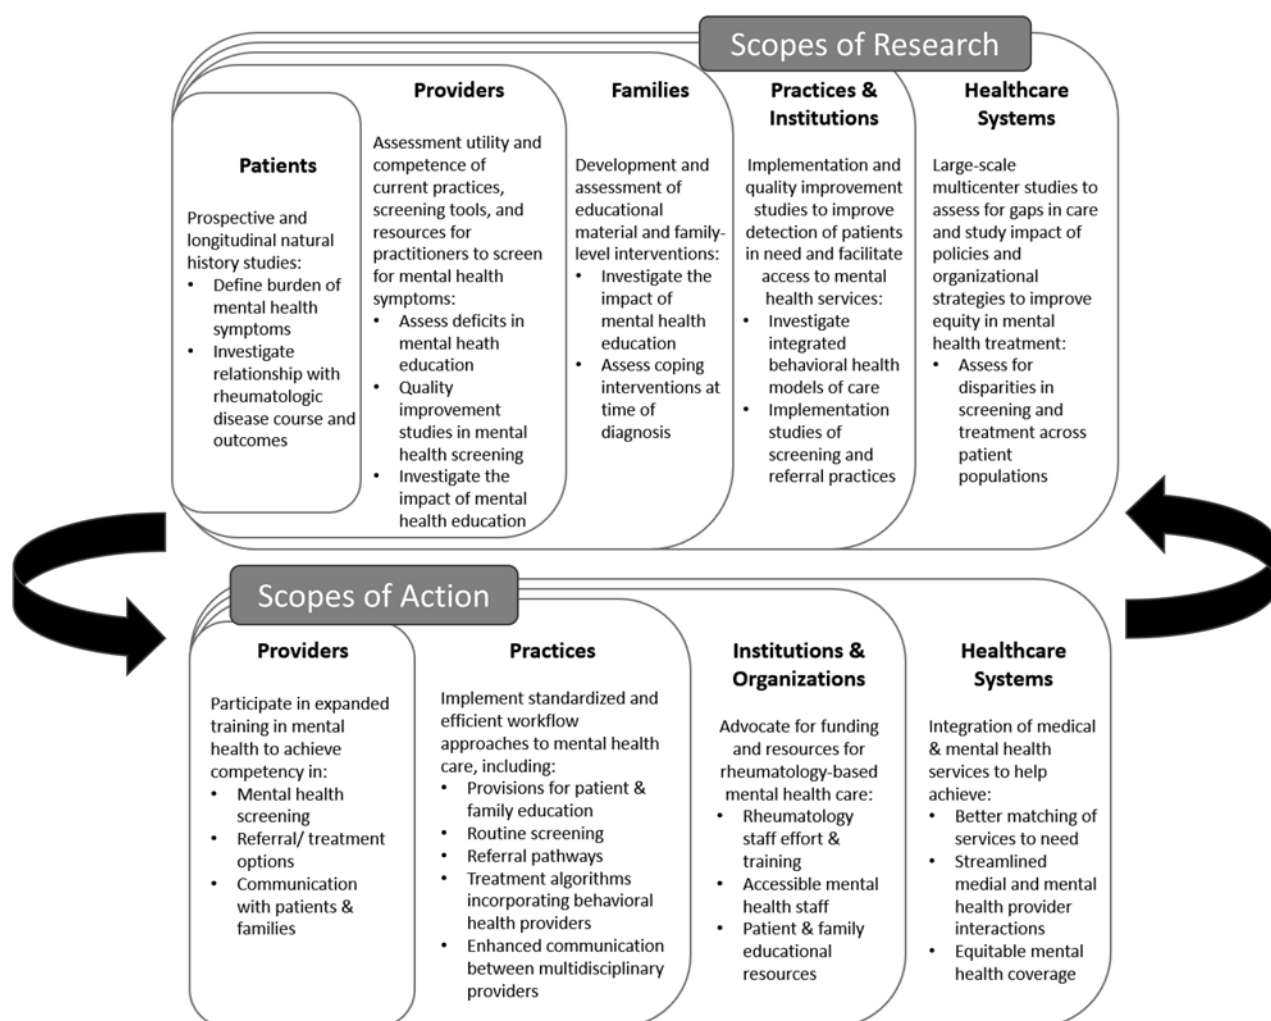 Scopes of Research
Patients
Prospective and
longitudinal natural
history studies:
• Define burden of
mental health
symptoms
• Investigate
relationship with
rheumatologic
disease course and
outcomes
Providers
Assessment utility and
competence of
current practices,
screening tools, and
resources for
practitioners to screen
for mental health
symptoms:
• Assess deficits in
mental heath
education
• Quality
improvement
studies in mental
health screening
• Investigate the
impact of mental
health education
Families
Development and
assessment of
educational
material and family-
level interventions:
• Investigate the
impact of
mental health
education
• Assess coping
interventions at
time of
diagnosis
Practices &
Institutions
Implementation and
quality improvement
studies to improve
detection of patients
in need and facilitate
access to mental
health services:
• Investigate
integrated
behavioral health
models of care
• Implementation
studies of
screening and
referral practices
Healthcare
Systems
Large-scale
multicenter studies to
assess for gaps in care
and study impact of
policies and
organizational
strategies to improve
equity in mental
health treatment:
• Assess for
disparities in
screening and
treatment across
patient
populations
Scopes of Action
Providers
Participate in expanded
training in mental
health to achieve
competency in:
• Mental health
screening
• Referral/ treatment
options
• Communication
with patients &
families
Practices
Implement standardized and
efficient workflow
approaches to mental health
care, including:
• Provisions for patient &
family education
• Routine screening
• Referral pathways
• Treatment algorithms
incorporating behavioral
health providers
• Enhanced communication
between multidisciplinary
providers
Institutions &
Organizations
Advocate for funding
and resources for
rheumatology-based
mental health care:
• Rheumatology
staff effort &
training
• Accessible mental
health staff
• Patient & family
educational
resources
Healthcare
Systems
Integration of medical
& mental health
services to help
achieve:
• Better matching of
services to need
• Streamlined
medial and mental
health provider
interactions
• Equitable mental
health coverage